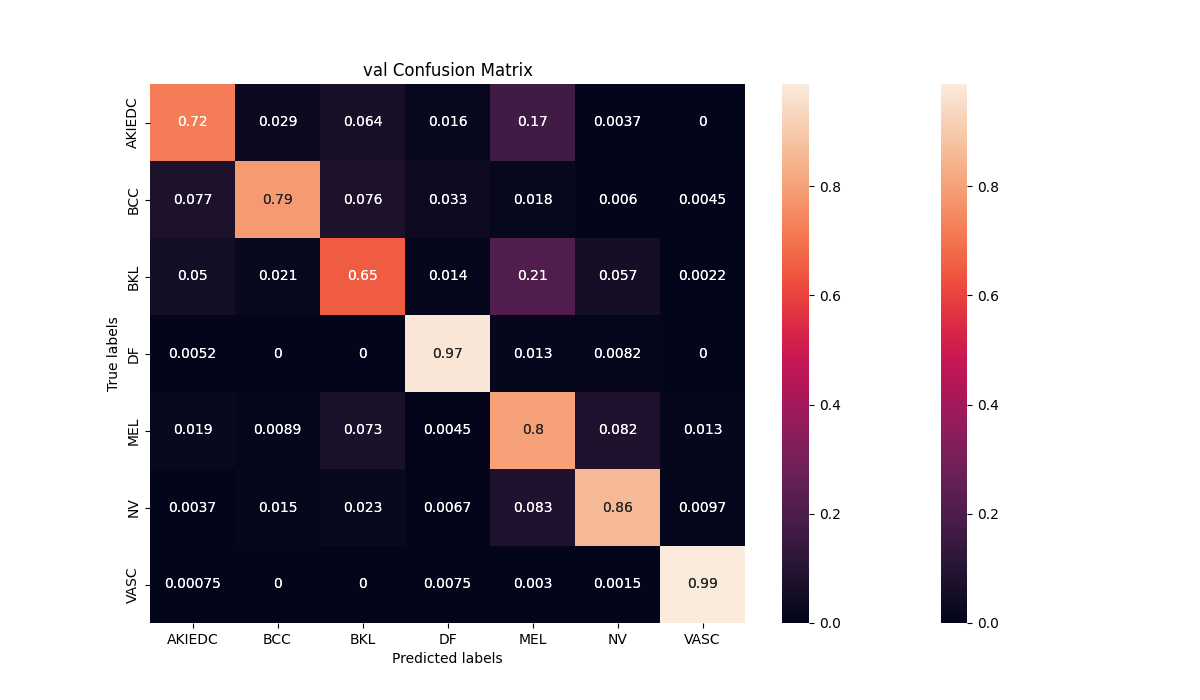 val Confusion Matrix
AKIEDC 0.72 0.029 0.064 0.016 0.17 0.0037 0
BCC 0.077 0.79 0.076 0.033 0.018 0.006 0.0045
BKL 0.05 0.021 0.65 0.014 0.21 0.057 0.0022
DF 0.0052 0 0 0.97 0.013 0.0082 0
MEL 0.019 0.0089 0.073 0.0045 0.8 0.082 0.013
NV 0.0037 0.015 0.023 0.0067 0.083 0.86 0.0097
VASC 0.00075 0 0 0.0075 0.003 0.0015 0.99
True labels
AKIEDC BCC BKL DF MEL NV VASC
Predicted labels
0.8
0.6
0.4
0.2
0.0
0.8
0.6
0.4
0.2
0.0